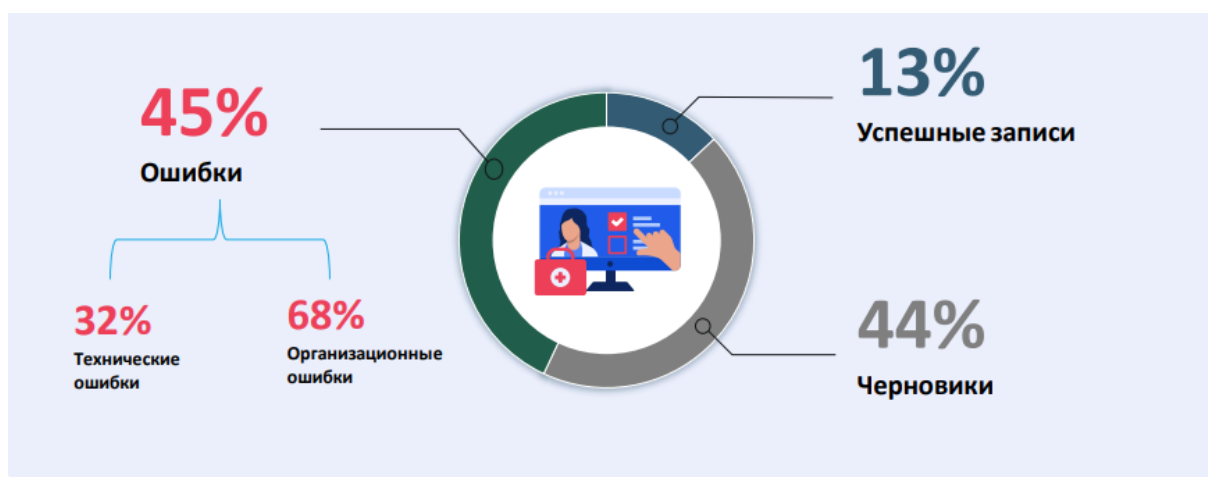 45%
Ошибки
32%
Технические
ошибки
68%
Организационные
ошибки
13%
Успешные записи
44%
Черновики